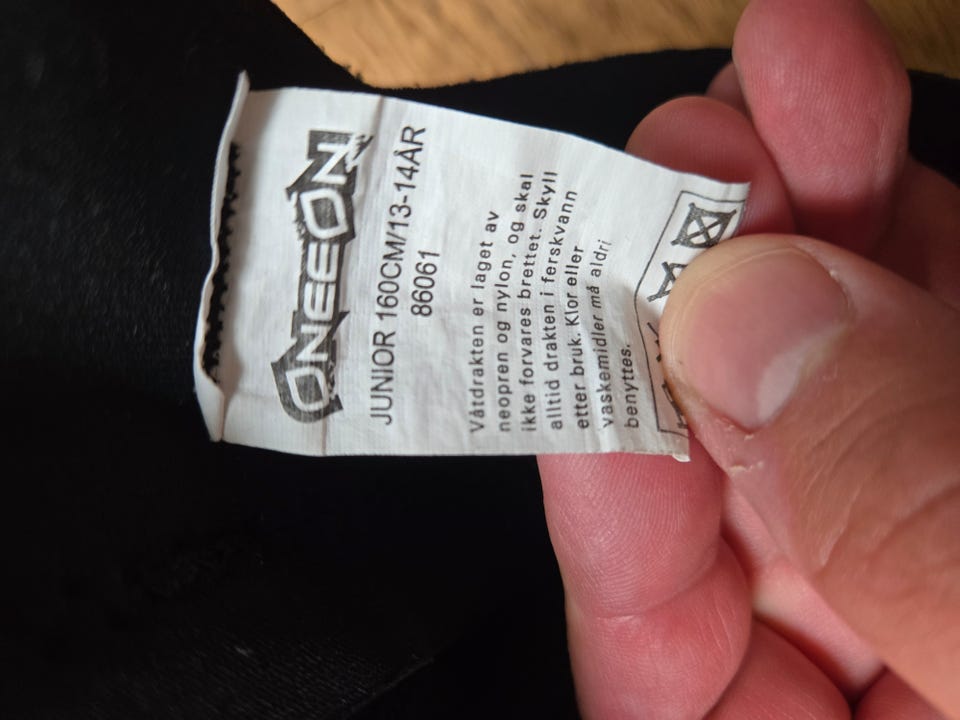 ONEEON
JUNIOR 160CM/13-14ÅR
86061
Våtdrakten er laget av
neopren og nylon, og skal
ikke forvares brettet. Skyll
alltid drakten i ferskvann
etter bruk. Klor eller
vaskemidler må aldri
benyttes.